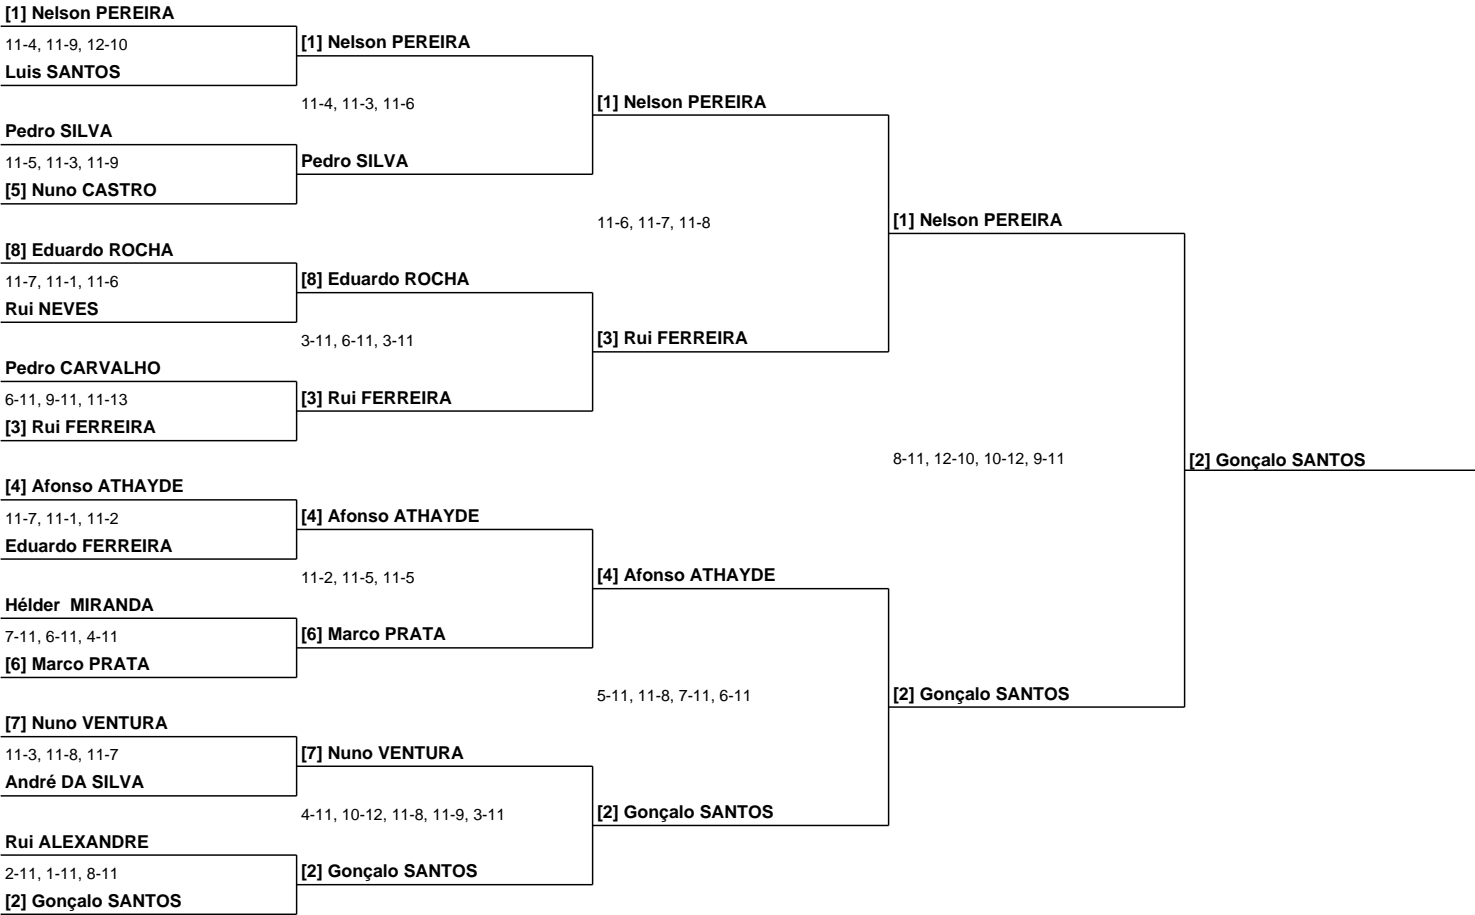 [1] Nelson PEREIRA
11-4, 11-9, 12-10
Luis SANTOS
Pedro SILVA
11-5, 11-3, 11-9
[5] Nuno CASTRO
[8] Eduardo ROCHA
11-7, 11-1, 11-6
Rui NEVES
Pedro CARVALHO
6-11, 9-11, 11-13
[3] Rui FERREIRA
[4] Afonso ATHAYDE
11-7, 11-1, 11-2
Eduardo FERREIRA
Hélder  MIRANDA
7-11, 6-11, 4-11
[6] Marco PRATA
[7] Nuno VENTURA
11-3, 11-8, 11-7
André DA SILVA
Rui ALEXANDRE
2-11, 1-11, 8-11
[2] Gonçalo SANTOS
[1] Nelson PEREIRA
11-4, 11-3, 11-6
Pedro SILVA
[8] Eduardo ROCHA
3-11, 6-11, 3-11
[3] Rui FERREIRA
[4] Afonso ATHAYDE
11-2, 11-5, 11-5
[6] Marco PRATA
[7] Nuno VENTURA
4-11, 10-12, 11-8, 11-9, 3-11
[2] Gonçalo SANTOS
[1] Nelson PEREIRA
11-6, 11-7, 11-8
[3] Rui FERREIRA
[4] Afonso ATHAYDE
5-11, 11-8, 7-11, 6-11
[2] Gonçalo SANTOS
[1] Nelson PEREIRA
8-11, 12-10, 10-12, 9-11
[2] Gonçalo SANTOS
[2] Gonçalo SANTOS